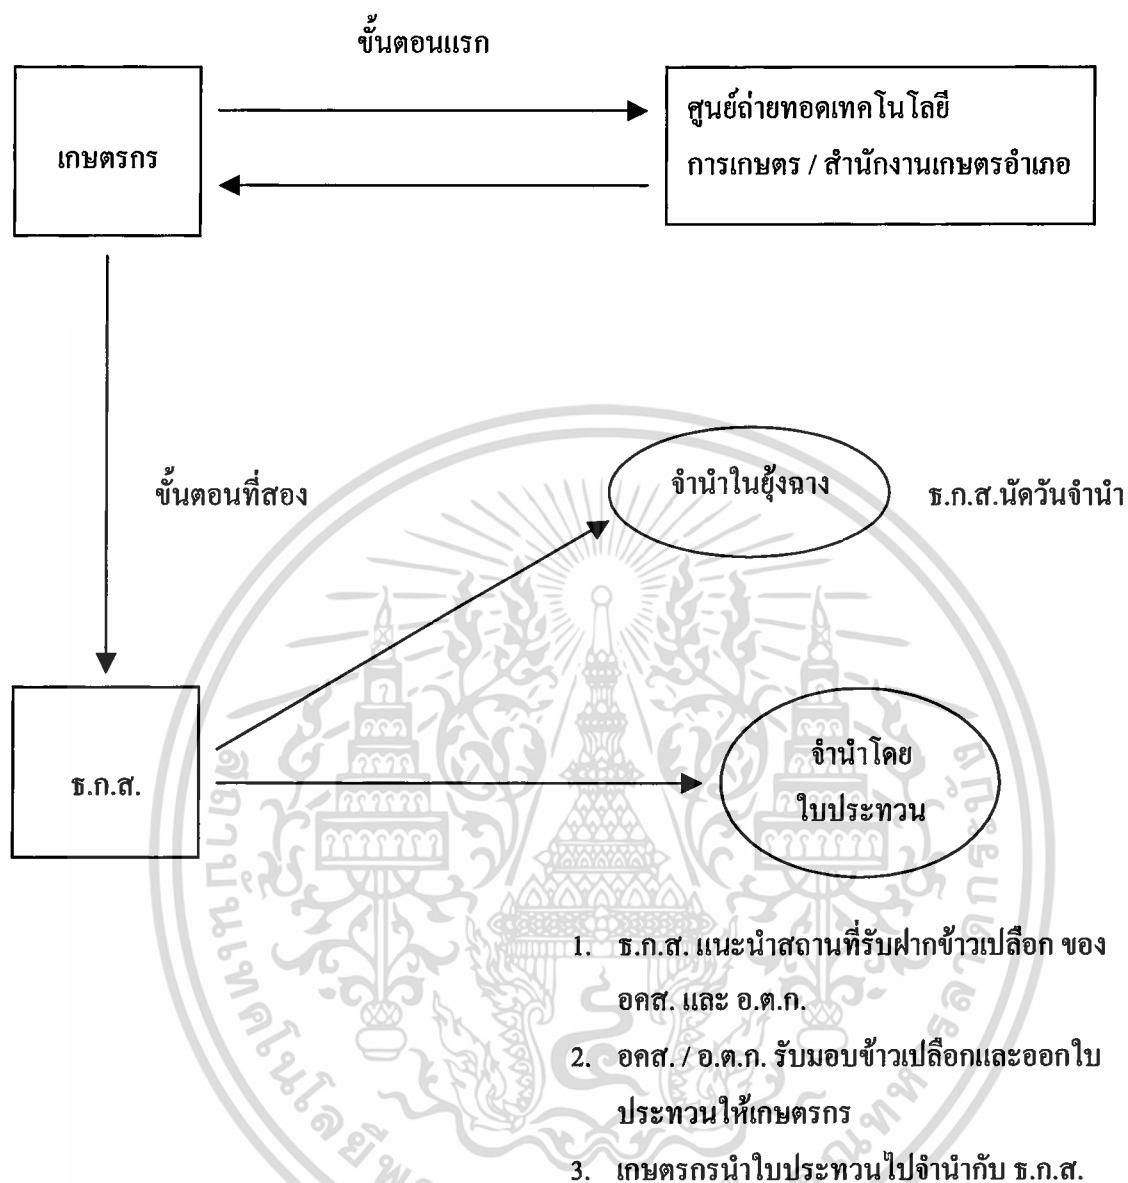 ขั้นตอนแรก
เกษตรกร
ศูนย์ถ่ายทอดเทคโนโลยี
การเกษตร / สำนักงานเกษตรอำเภอ
ขั้นตอนที่สอง
จำนำในยุ้งฉาง
ธ.ก.ส.นัดวันจำนำ
ธ.ก.ส.
จำนำโดย
ใบประทวน
1. ธ.ก.ส. แนะนำสถานที่รับฝากข้าวเปลือก ของ
อคส. และ อ.ต.ก.
2. อคส. / อ.ต.ก. รับมอบข้าวเปลือกและออกใบ
ประทวนให้เกษตรกร
3. เกษตรกรนำใบประทวนไปจำนำกับ ธ.ก.ส.